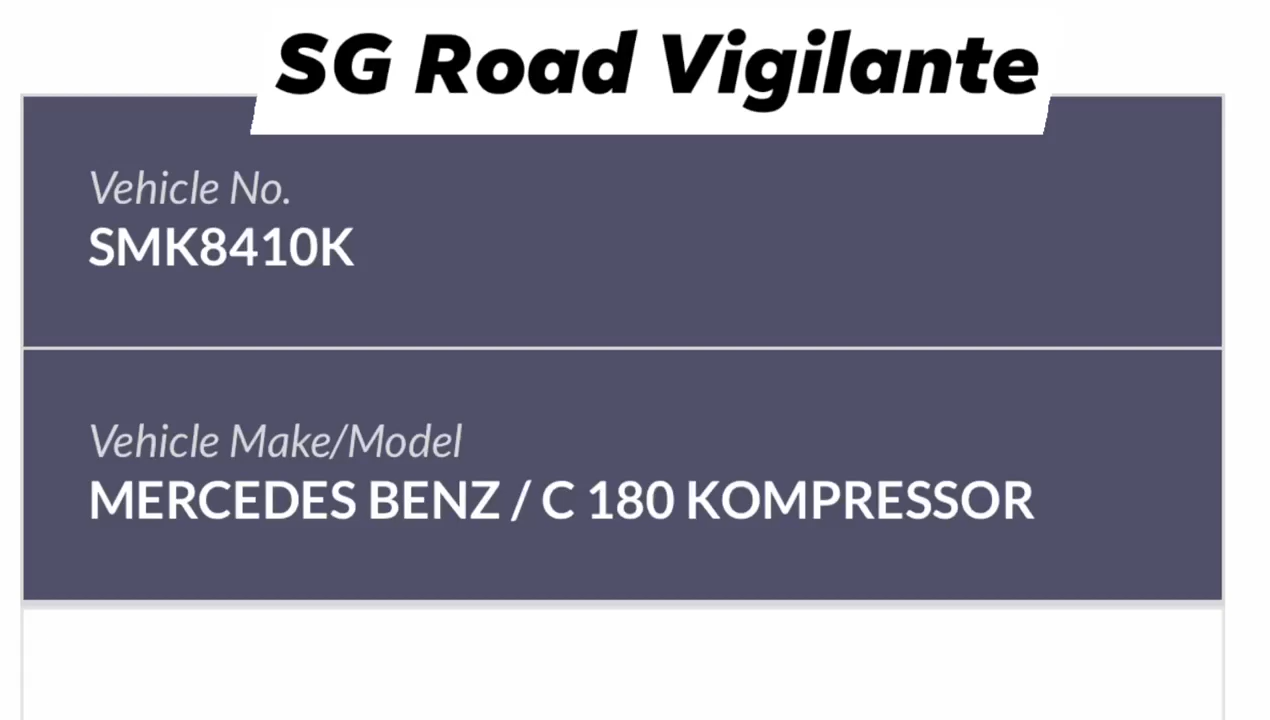 SG Road Vigilante
Vehicle No.
SMK8410K
Vehicle Make/Model
MERCEDES BENZ / C 180 KOMPRESSOR